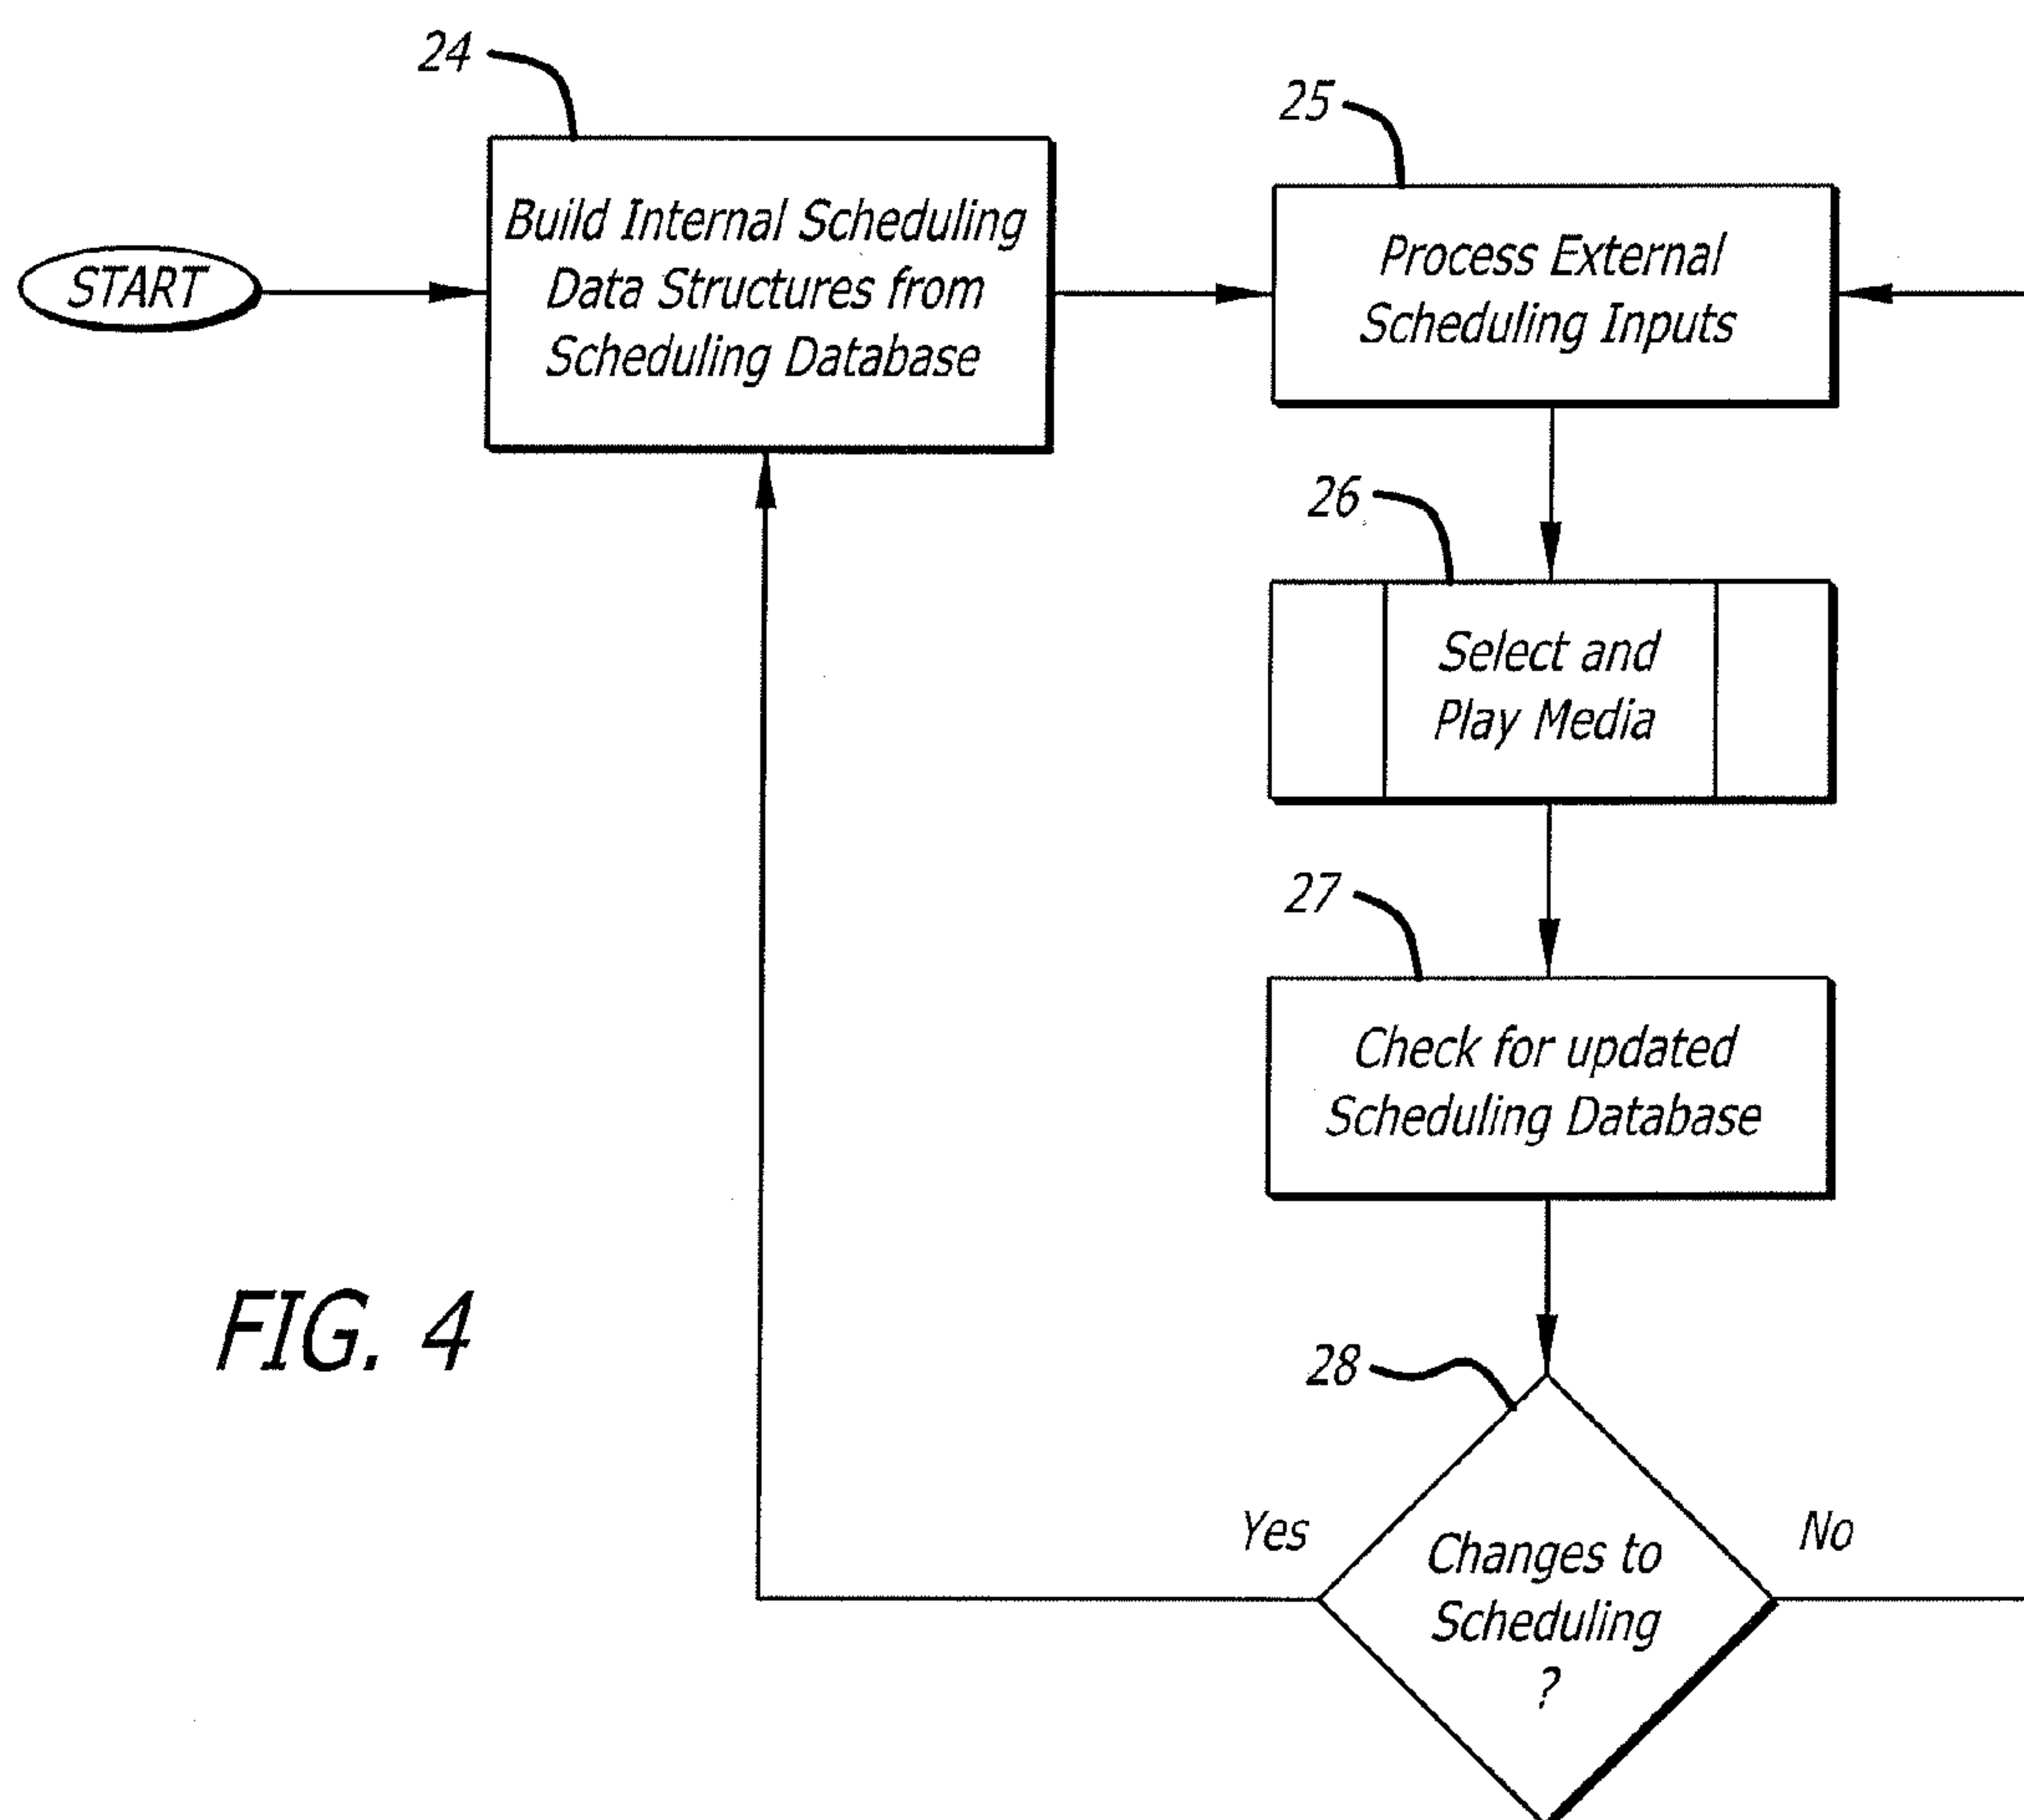 24
25
START
Build Internal Scheduling
Data Structures from
Scheduling Database
Process External
Scheduling Inputs
26
Select and
Play Media
27
Check for updated
Scheduling Database
FIG. 4
28
Yes
No
Changes to
Scheduling
?